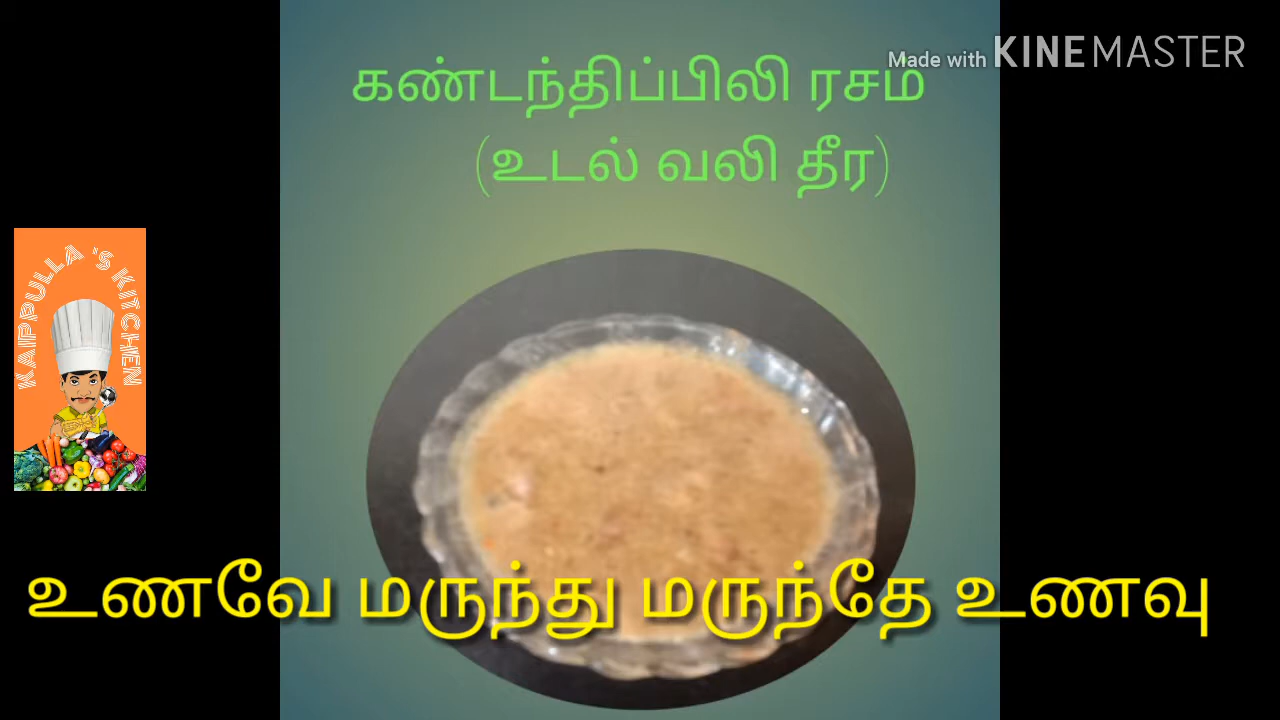 Made with KINEMASTER
கண்டந்திப்பிலி ரசம்
(உடல் வலி தீர)
KAIPPULLA 'S KITCHEN
உணவே மருந்து மருந்தே உணவு